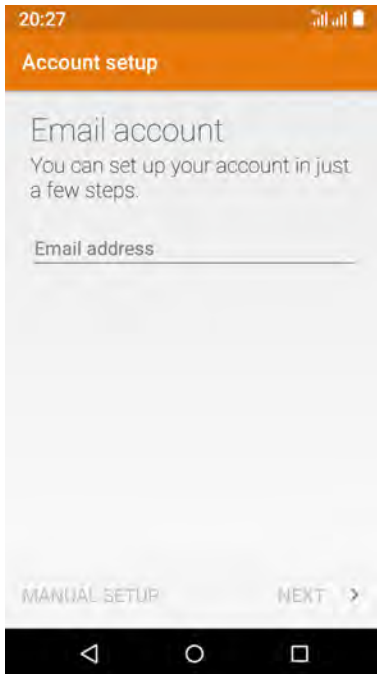 20:27
Account setup
Email account
You can set up your account in just
a few steps.
Email address
MANUAL SETUP
NEXT